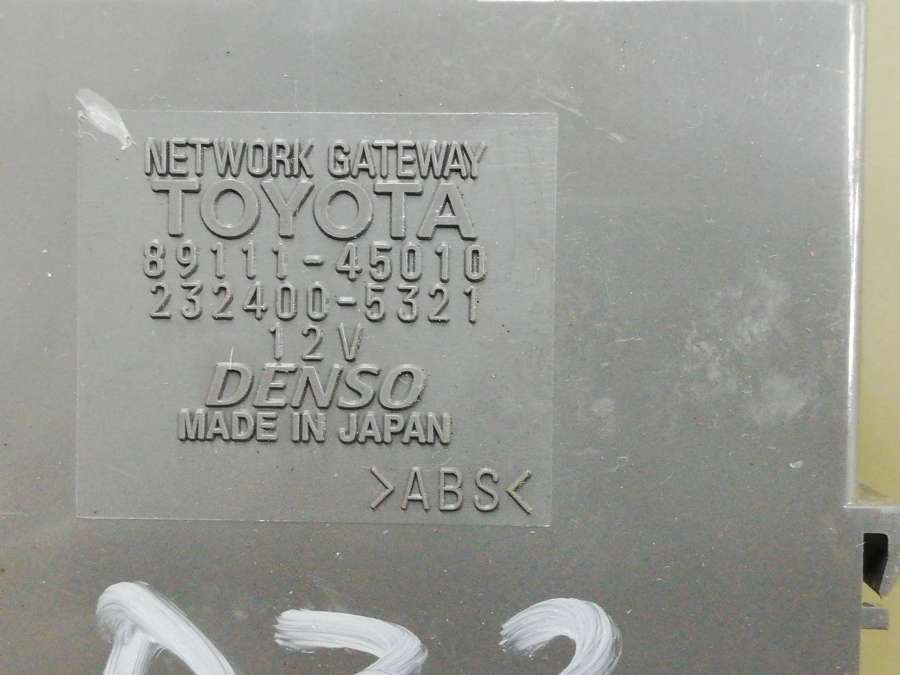 NETWORK GATEWAY
TOYOTA
89111-45010
232400-5321
12V
DENSO
MADE IN JAPAN
>ABS<